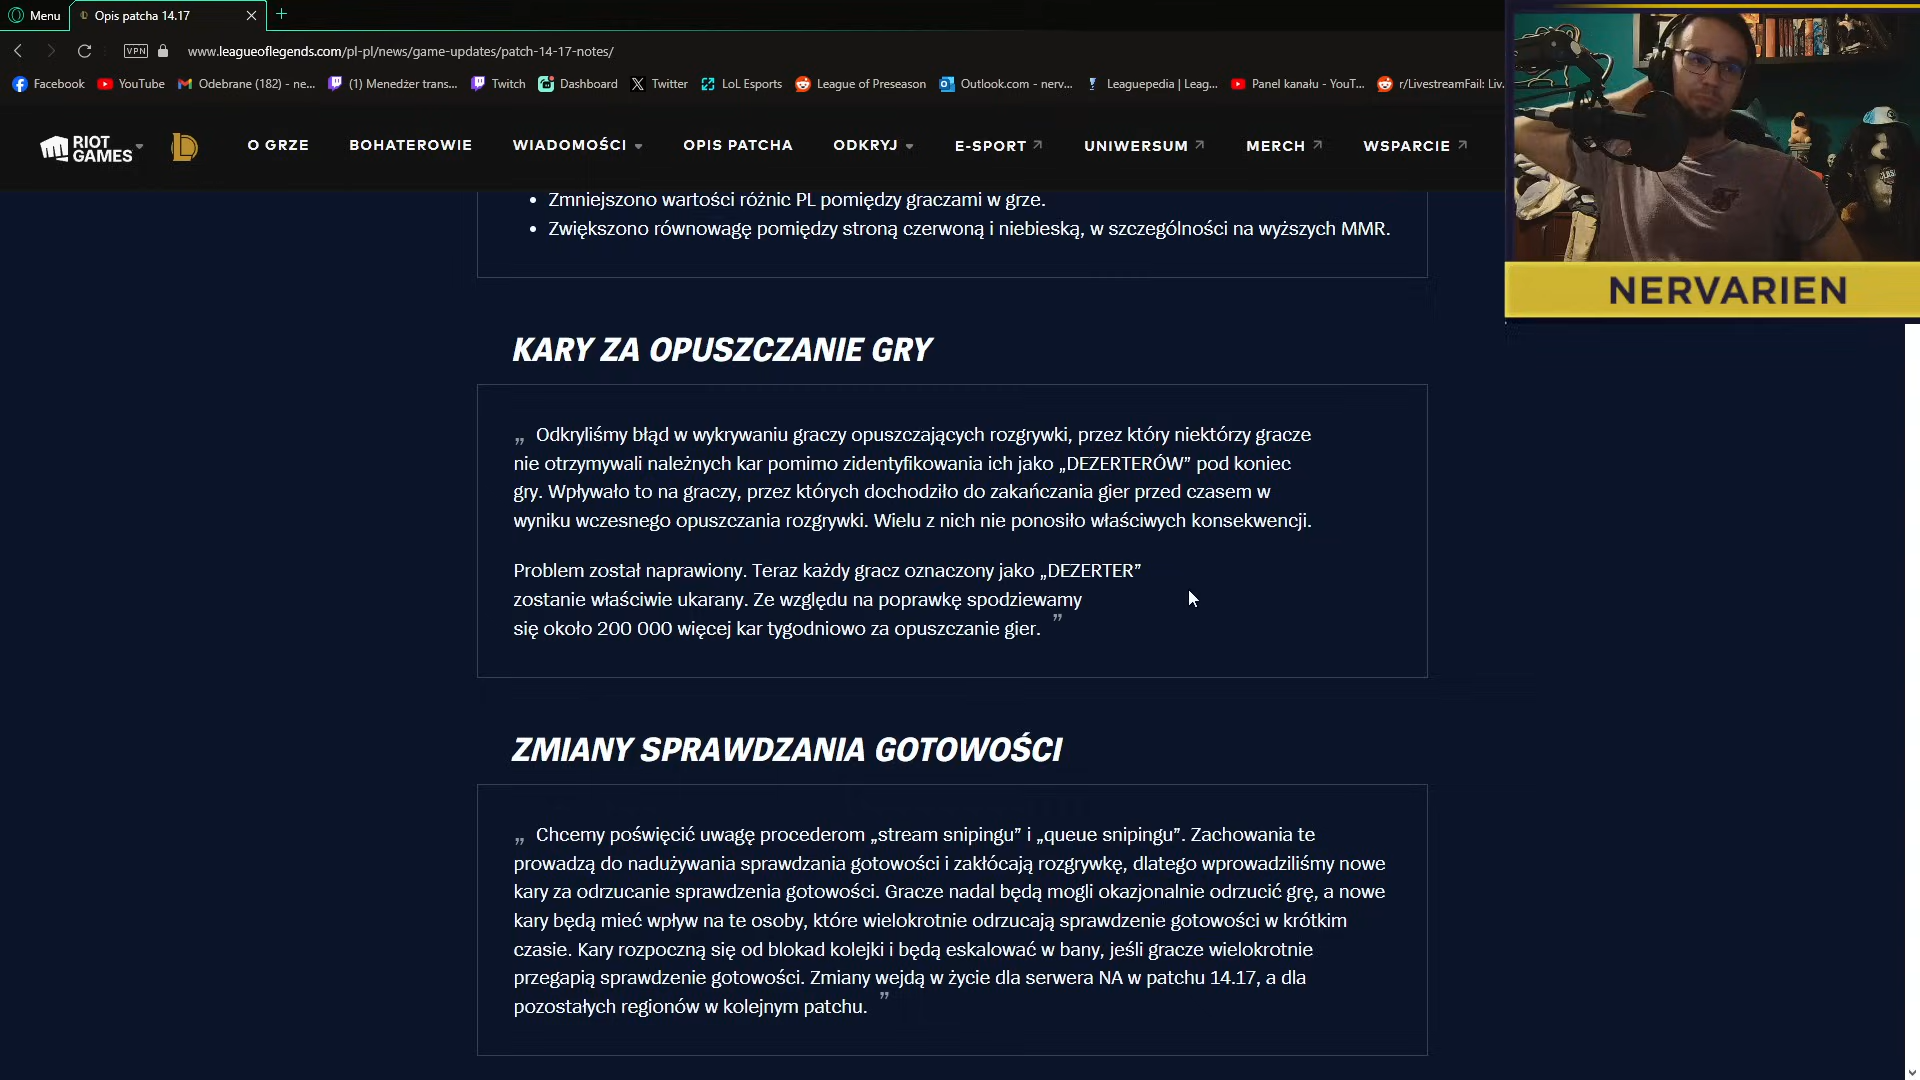 Menu
Opis patcha 14.17
VPN
www.leagueoflegends.com/pl-pl/news/game-updates/patch-14-17-notes/
Facebook
YouTube
Odebrane (182) - ne...
(1) Menedżer trans...
Twitch
Dashboard
Twitter
LoL Esports
League of Preseason
Outlook.com - nerv...
Leaguepedia | Leag...
Panel kanału - YouT...
r/LivestreamFail: Liv.
RIOT GAMES
O GRZE
BOHATEROWIE
WIADOMOŚCI
OPIS PATCHA
ODKRYJ
E-SPORT
UNIWERSUM
MERCH
WSPARCIE
NERVARIEN
• Zmniejszono wartości różnic PL pomiędzy graczami w grze.
• Zwiększono równowagę pomiędzy stroną czerwoną i niebieską, w szczególności na wyższych MMR.
KARY ZA OPUSZCZANIE GRY
„ Odkryliśmy błąd w wykrywaniu graczy opuszczających rozgrywki, przez który niektórzy gracze
nie otrzymywali należnych kar pomimo zidentyfikowania ich jako „DEZERTERÓW” pod koniec
gry. Wpływało to na graczy, przez których dochodziło do zakańczania gier przed czasem w
wyniku wczesnego opuszczania rozgrywki. Wielu z nich nie ponosiło właściwych konsekwencji.
Problem został naprawiony. Teraz każdy gracz oznaczony jako „DEZERTER”
zostanie właściwie ukarany. Ze względu na poprawkę spodziewamy
się około 200 000 więcej kar tygodniowo za opuszczanie gier. ”
ZMIANY SPRAWDZANIA GOTOWOŚCI
„ Chcemy poświęcić uwagę procederom „stream snipingu” i „queue snipingu”. Zachowania te
prowadzą do nadużywania sprawdzania gotowości i zakłócają rozgrywkę, dlatego wprowadziliśmy nowe
kary za odrzucanie sprawdzenia gotowości. Gracze nadal będą mogli okazjonalnie odrzucić grę, a nowe
kary będą mieć wpływ na te osoby, które wielokrotnie odrzucają sprawdzenie gotowości w krótkim
czasie. Kary rozpoczną się od blokad kolejki i będą eskalować w bany, jeśli gracze wielokrotnie
przegapią sprawdzenie gotowości. Zmiany wejdą w życie dla serwera NA w patchu 14.17, a dla
pozostałych regionów w kolejnym patchu. ”